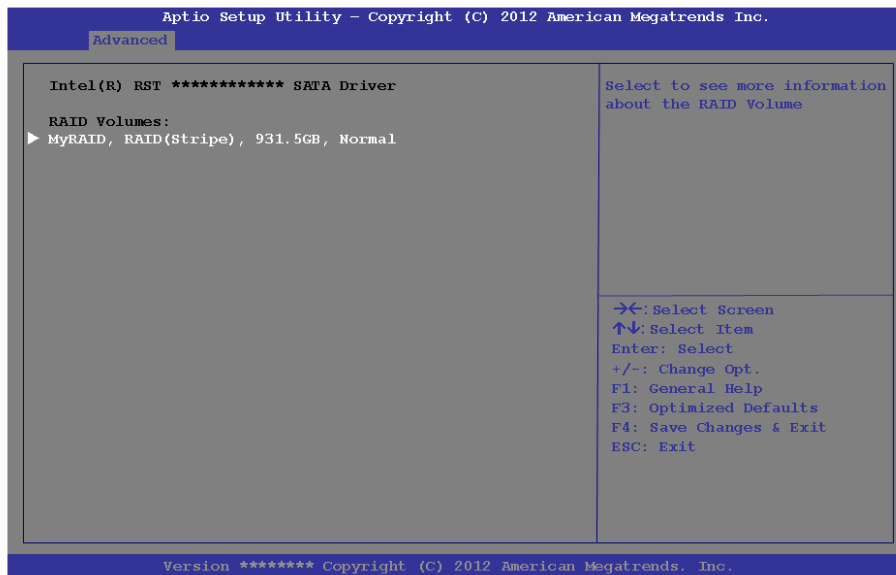 Aptio Setup Utility – Copyright (C) 2012 American Megatrends Inc.
Advanced
Intel(R) RST ************ SATA Driver
RAID Volumes:
▶ MyRAID, RAID(Stripe), 931.5GB, Normal
Select to see more information
about the RAID Volume
→←: Select Screen
↑↓: Select Item
Enter: Select
+/-: Change Opt.
F1: General Help
F3: Optimized Defaults
F4: Save Changes & Exit
ESC: Exit
Version ******** Copyright (C) 2012 American Megatrends. Inc.